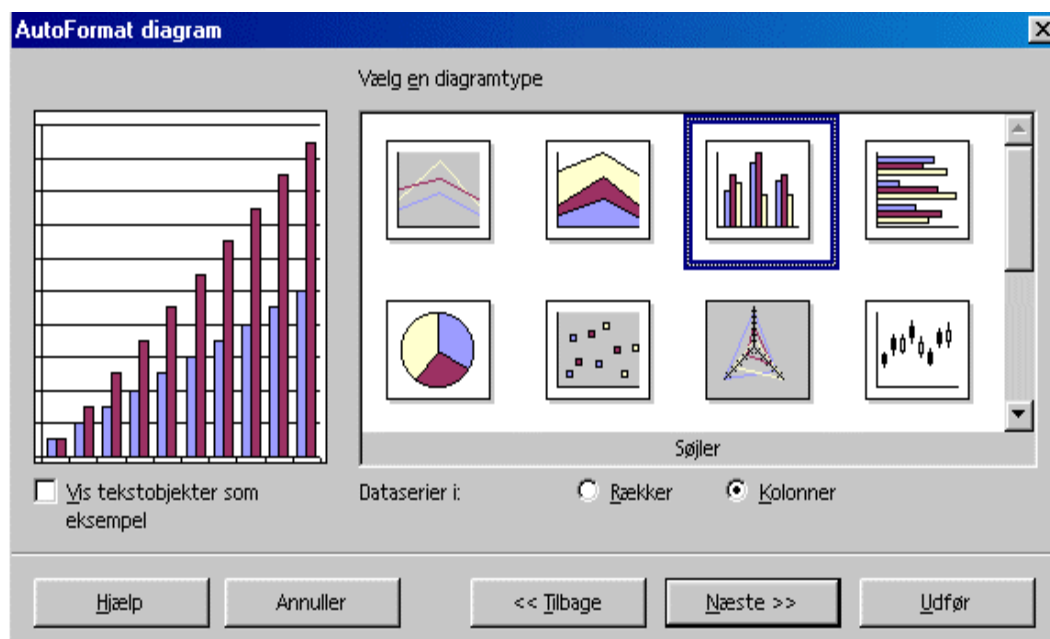 AutoFormat diagram
Vælg en diagramtype
Søjler
Vis tekstobjekter som
eksempel
Dataserier i:
Rækker
Kolonner
Hjælp
Annuller
<< Tilbage
Næste >>
Udfør